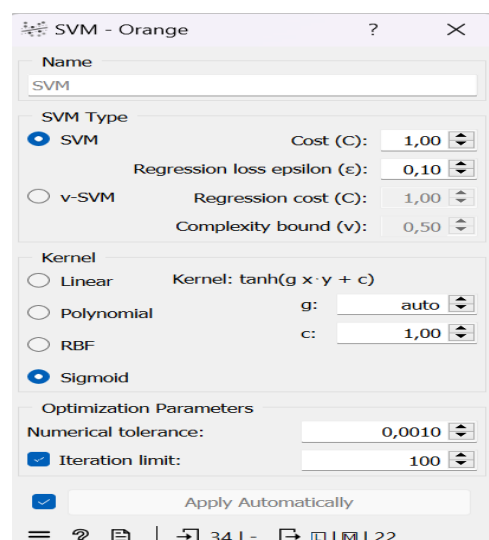 SVM - Orange ? ×
Name
SVM
SVM Type
SVM Cost (C): 1,00
Regression loss epsilon (ε): 0,10
ν-SVM Regression cost (C): 1,00
Complexity bound (ν): 0,50
Kernel
Linear Kernel: tanh(g x·y + c)
g: auto
Polynomial
c: 1,00
RBF
Sigmoid
Optimization Parameters
Numerical tolerance: 0,0010
Iteration limit: 100
Apply Automatically
? 34 | - M | 22